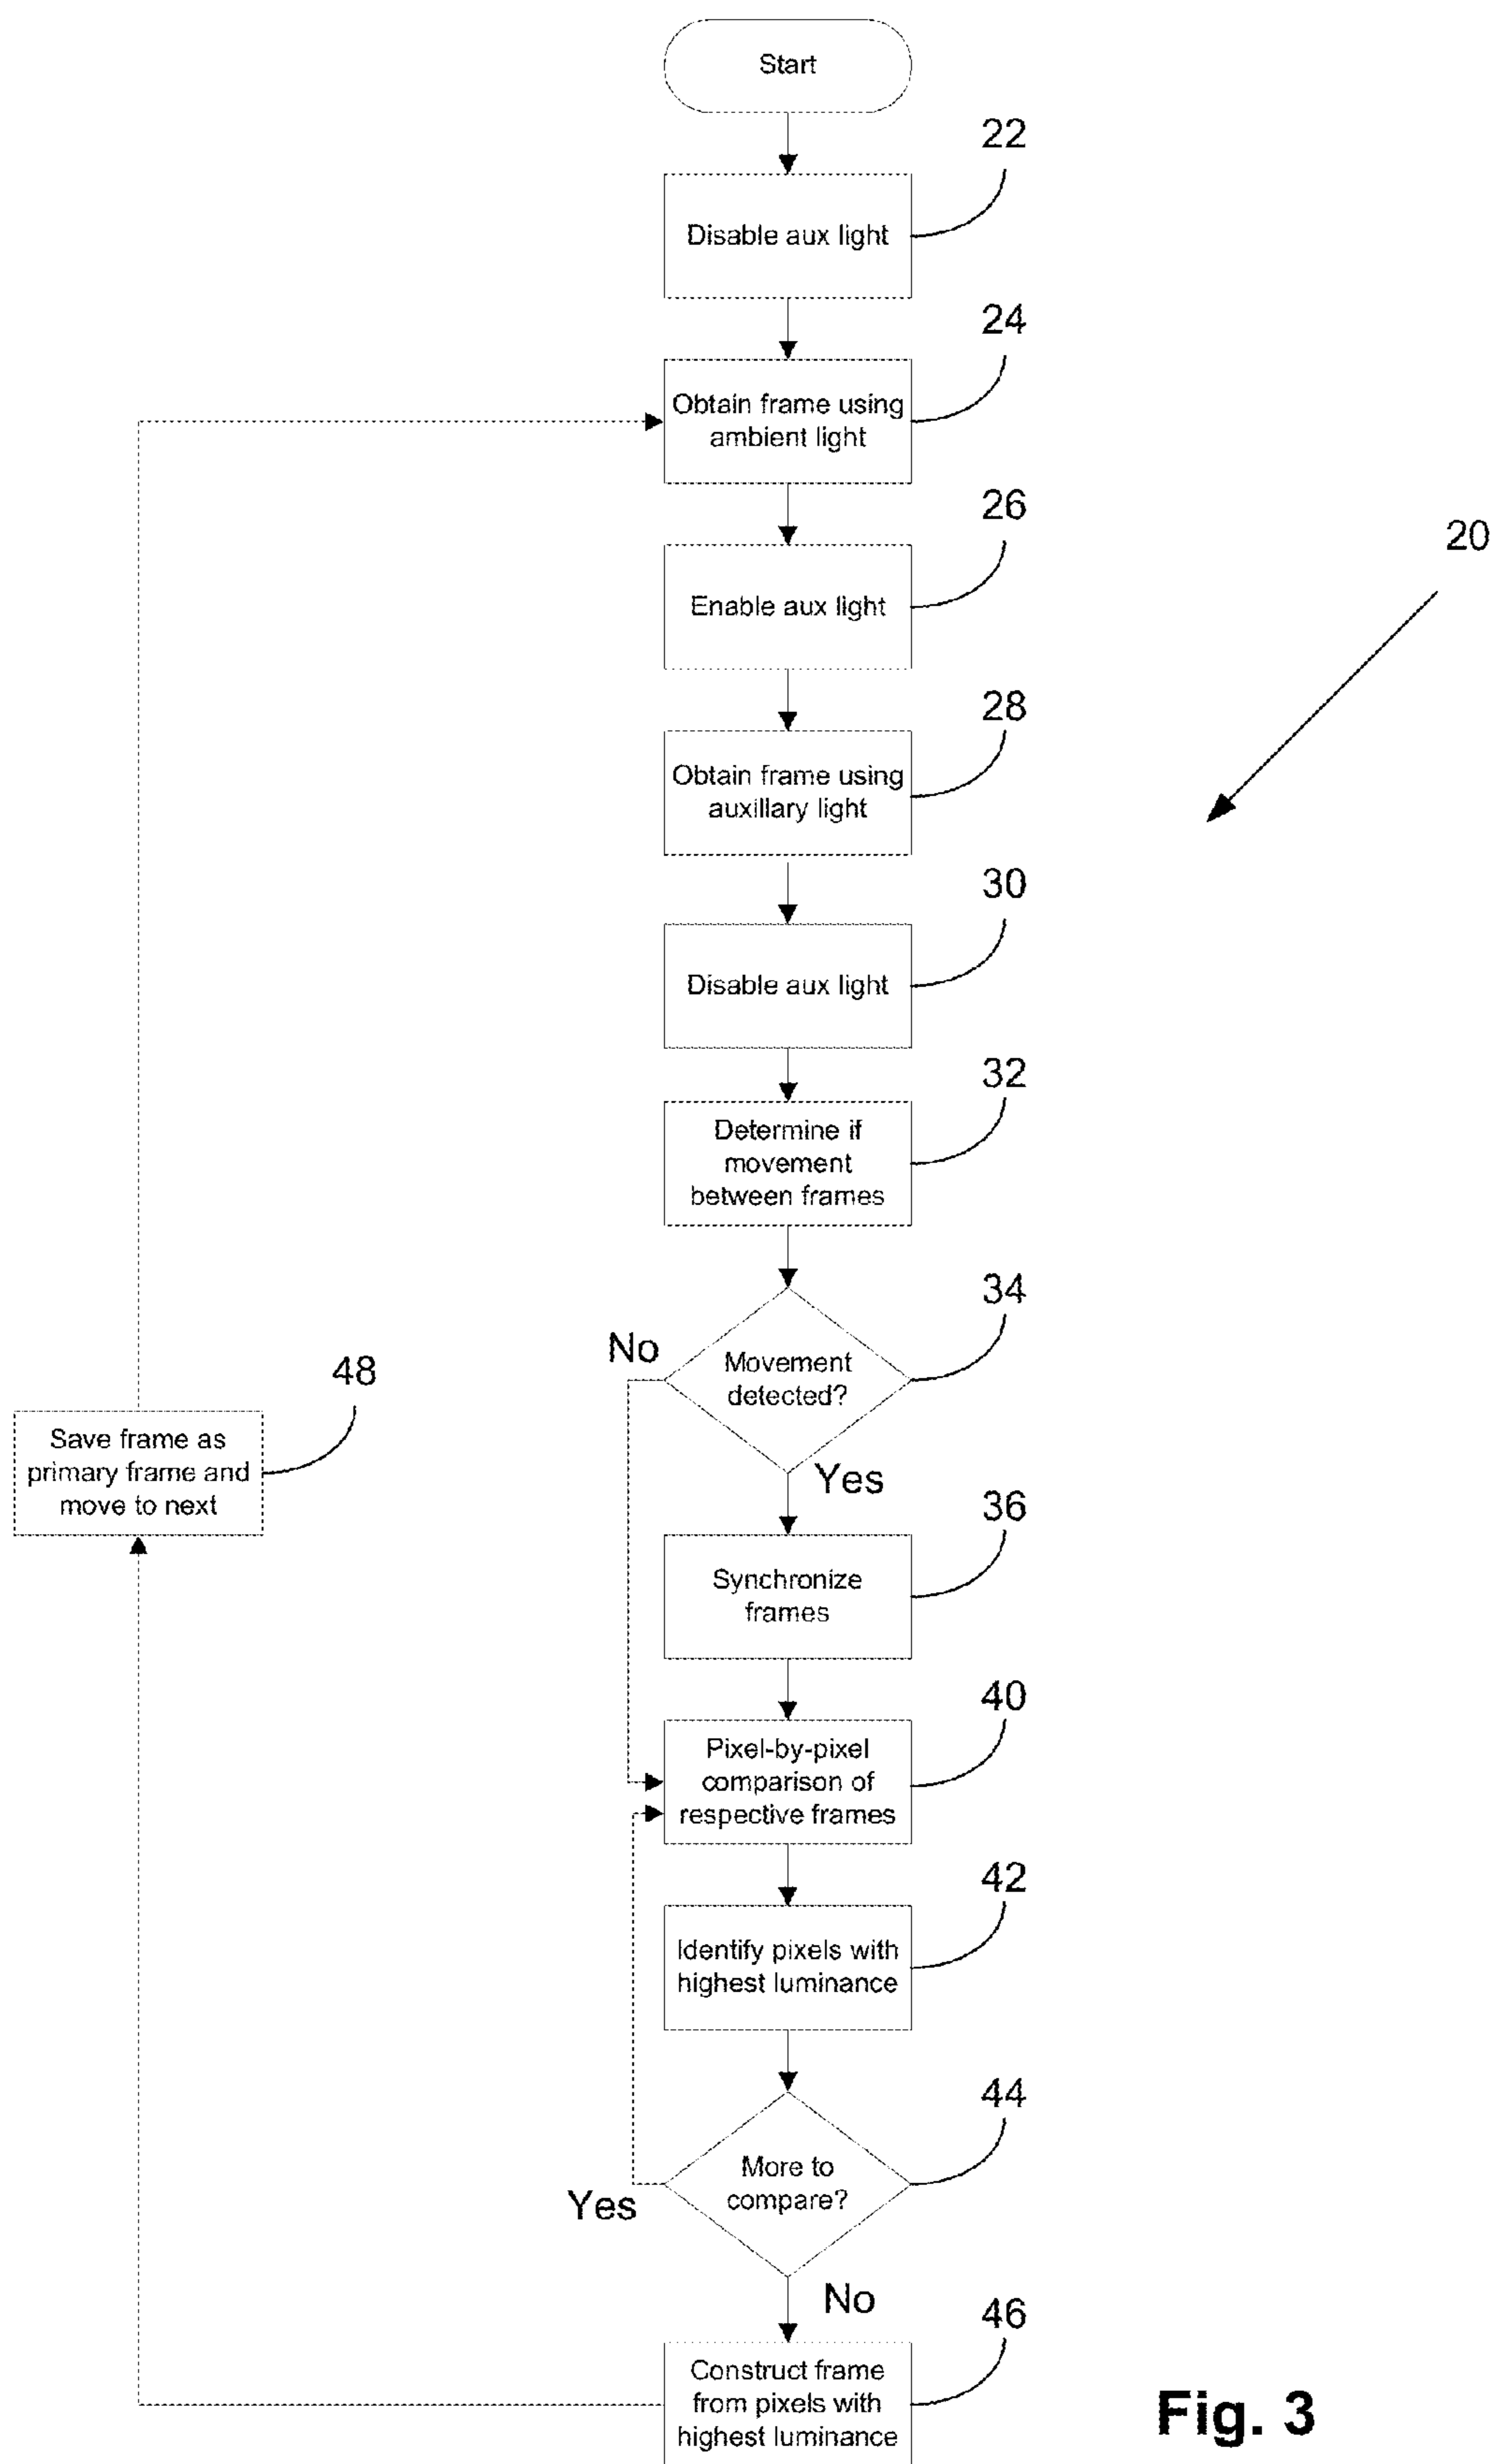 Start
22
Disable aux light
24
Obtain frame using
ambient light
26
Enable aux light
20
28
Obtain frame using
auxillary light
30
Disable aux light
32
Determine if
movement
between frames
34
No
Movement
detected?
Yes
48
Save frame as
primary frame and
move to next
36
Synchronize
frames
40
Pixel-by-pixel
comparison of
respective frames
42
Identify pixels with
highest luminance
44
More to
compare?
Yes
No
46
Construct frame
from pixels with
highest luminance
Fig. 3